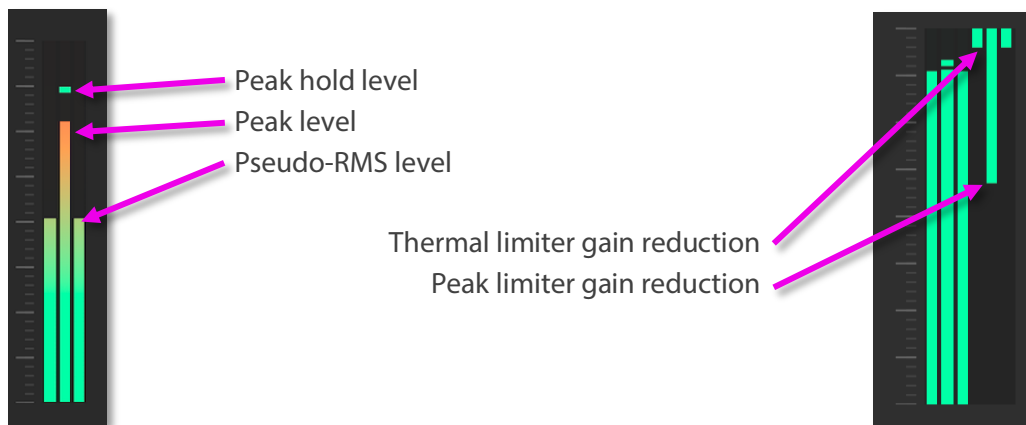 Peak hold level
Peak level
Pseudo-RMS level
Thermal limiter gain reduction
Peak limiter gain reduction